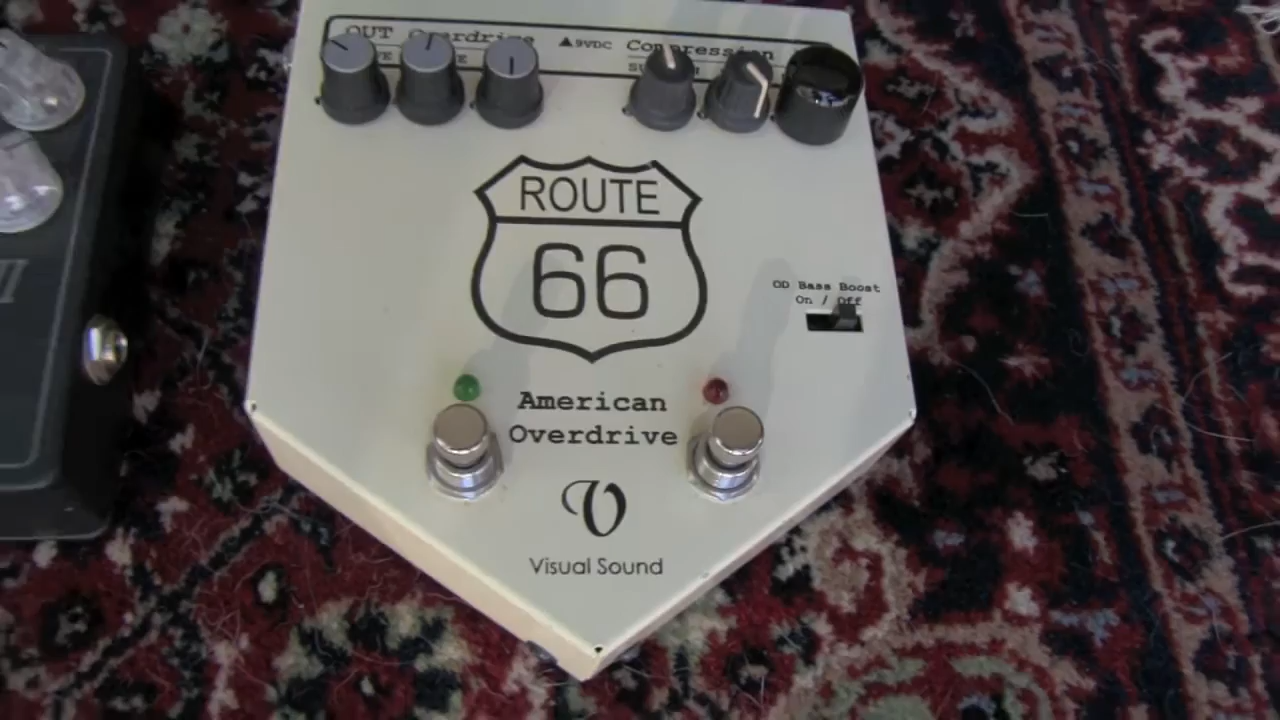 OUT Overdrive ▲9VDC Compression
ROUTE
66
OD Bass Boost
On / Off
American
Overdrive
V
Visual Sound